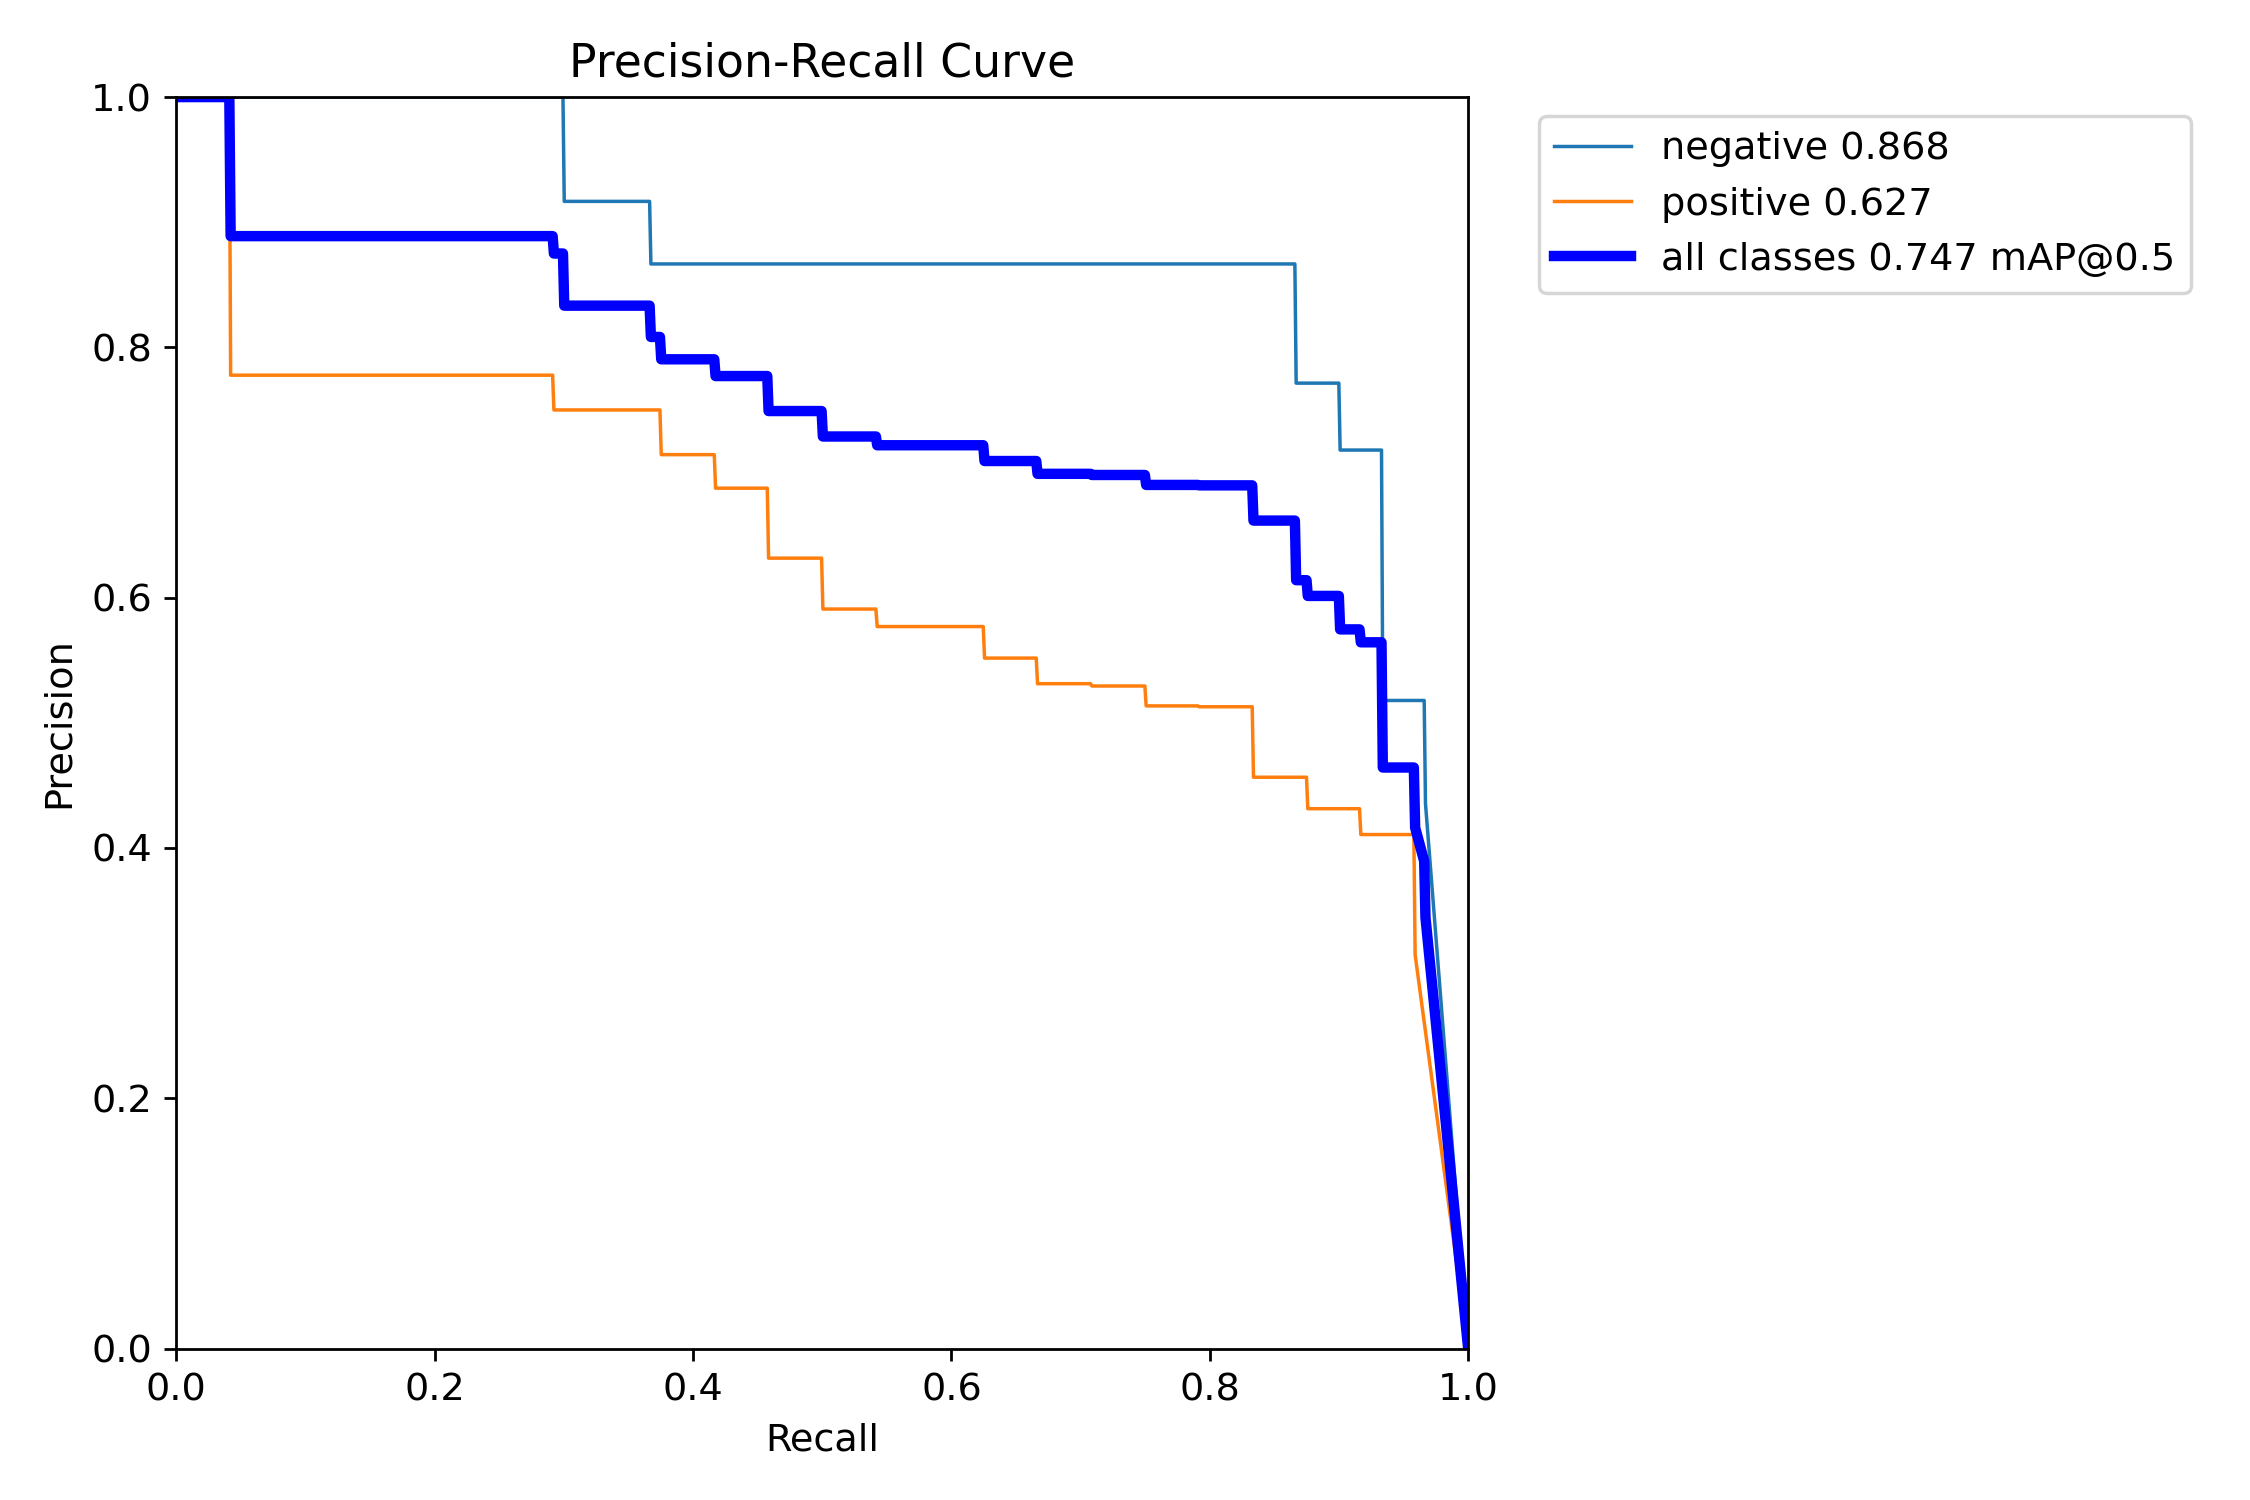 Precision-Recall Curve
1.0
0.8
0.6
0.4
0.2
0.0
Precision
0.0 0.2 0.4 0.6 0.8 1.0
Recall
negative 0.868
positive 0.627
all classes 0.747 mAP@0.5